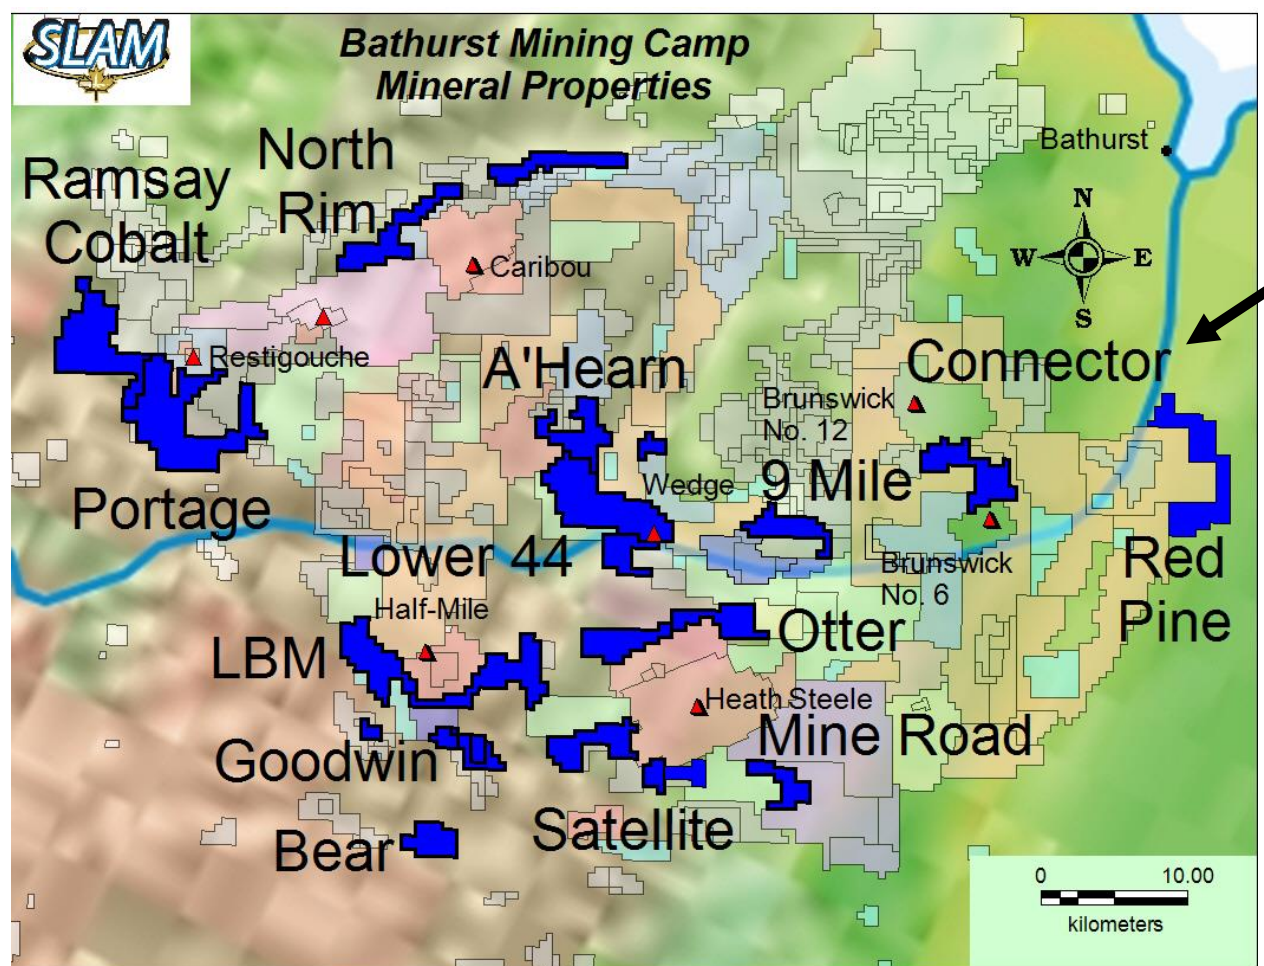 SLAM
Bathurst Mining Camp
Mineral Properties
Bathurst
North
Rim
Ramsay
Cobalt
N
W E
S
Caribou
Restigouche
A'Hearn
Connector
Brunswick
No. 12
Wedge
9 Mile
Portage
Lower 44
Brunswick
No. 6
Red
Pine
Half-Mile
Otter
LBM
Heath Steele
Mine Road
Goodwin
Satellite
Bear
0 10.00
kilometers